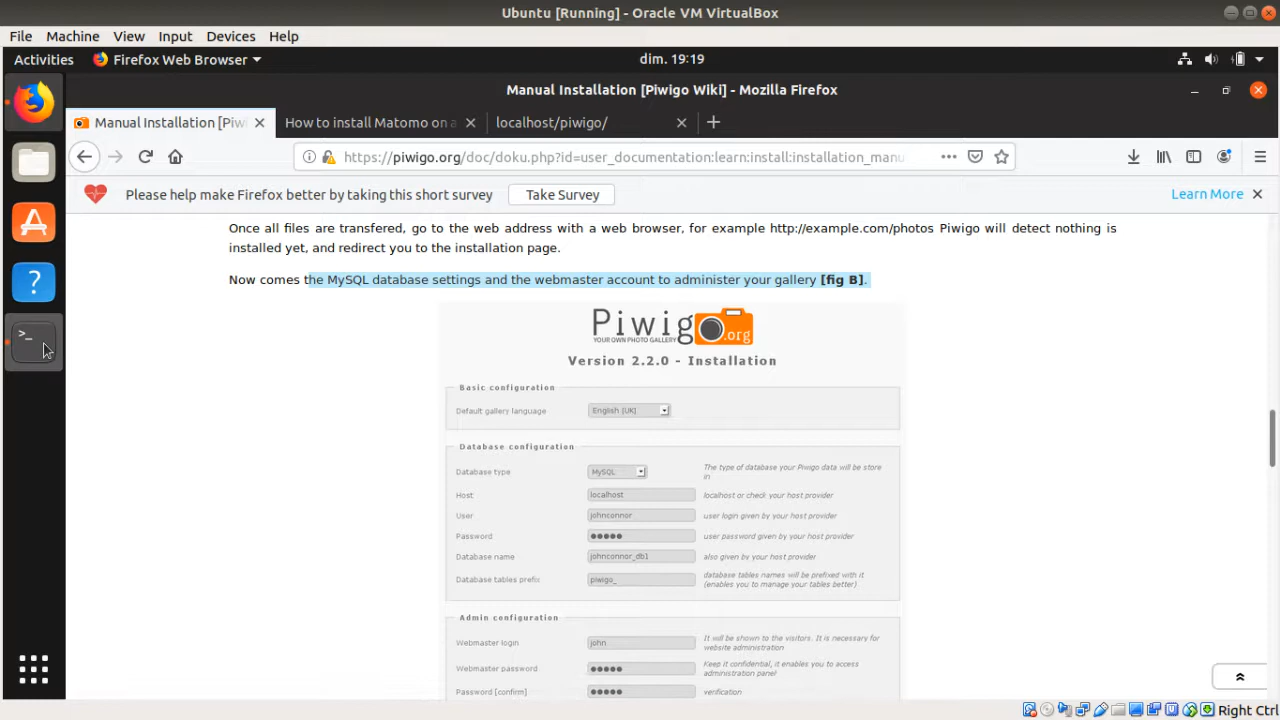 Ubuntu [Running] - Oracle VM VirtualBox
File Machine View Input Devices Help
Activities Firefox Web Browser dim. 19:19
Manual Installation [Piwigo Wiki] - Mozilla Firefox
Manual Installation [Piwi How to install Matomo on a localhost/piwigo/
https://piwigo.org/doc/doku.php?id=user_documentation:learn:install:installation_manu
Please help make Firefox better by taking this short survey Take Survey Learn More
Once all files are transfered, go to the web address with a web browser, for example http://example.com/photos Piwigo will detect nothing is
installed yet, and redirect you to the installation page.
Now comes the MySQL database settings and the webmaster account to administer your gallery [fig B].
Piwigo.org
YOUR OWN PHOTO GALLERY
Version 2.2.0 - Installation
Basic configuration
Default gallery language English [UK]
Database configuration
Database type MySQL The type of database your Piwigo data will be store
in
Host localhost localhost or check your host provider
User johnconnor user login given by your host provider
Password ●●●●● user password given by your host provider
Database name johnconnor_db1 also given by your host provider
Database tables prefix piwigo_ database tables names will be prefixed with it
(enables you to manage your tables better)
Admin configuration
Webmaster login john It will be shown to the visitors. It is necessary for
website administration
Webmaster password ●●●●● Keep it confidential, it enables you to access
administration panel
Password [confirm] ●●●●● verification
Right Ctrl